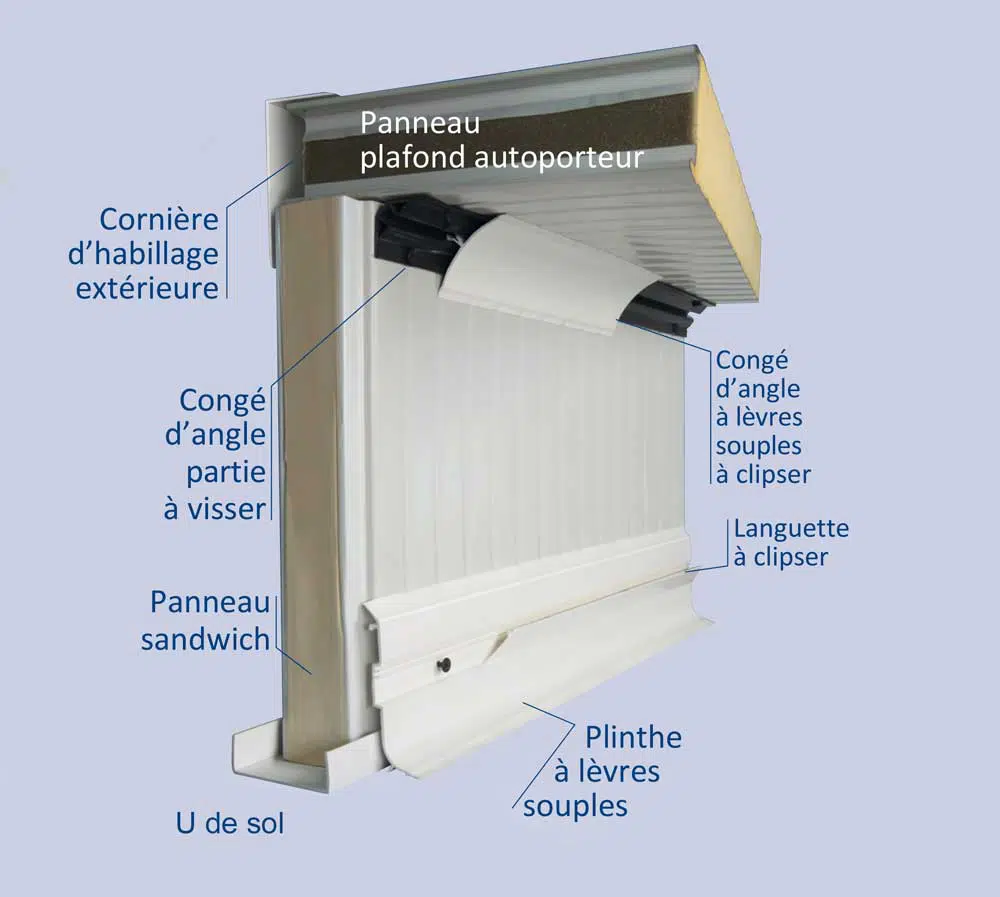 Panneau
plafond autoporteur
Cornière
d’habillage
extérieure
Congé
d’angle
partie
à visser
Congé
d’angle
à lèvres
souples
à clipser
Languette
à clipser
Panneau
sandwich
Plinthe
à lèvres
souples
U de sol